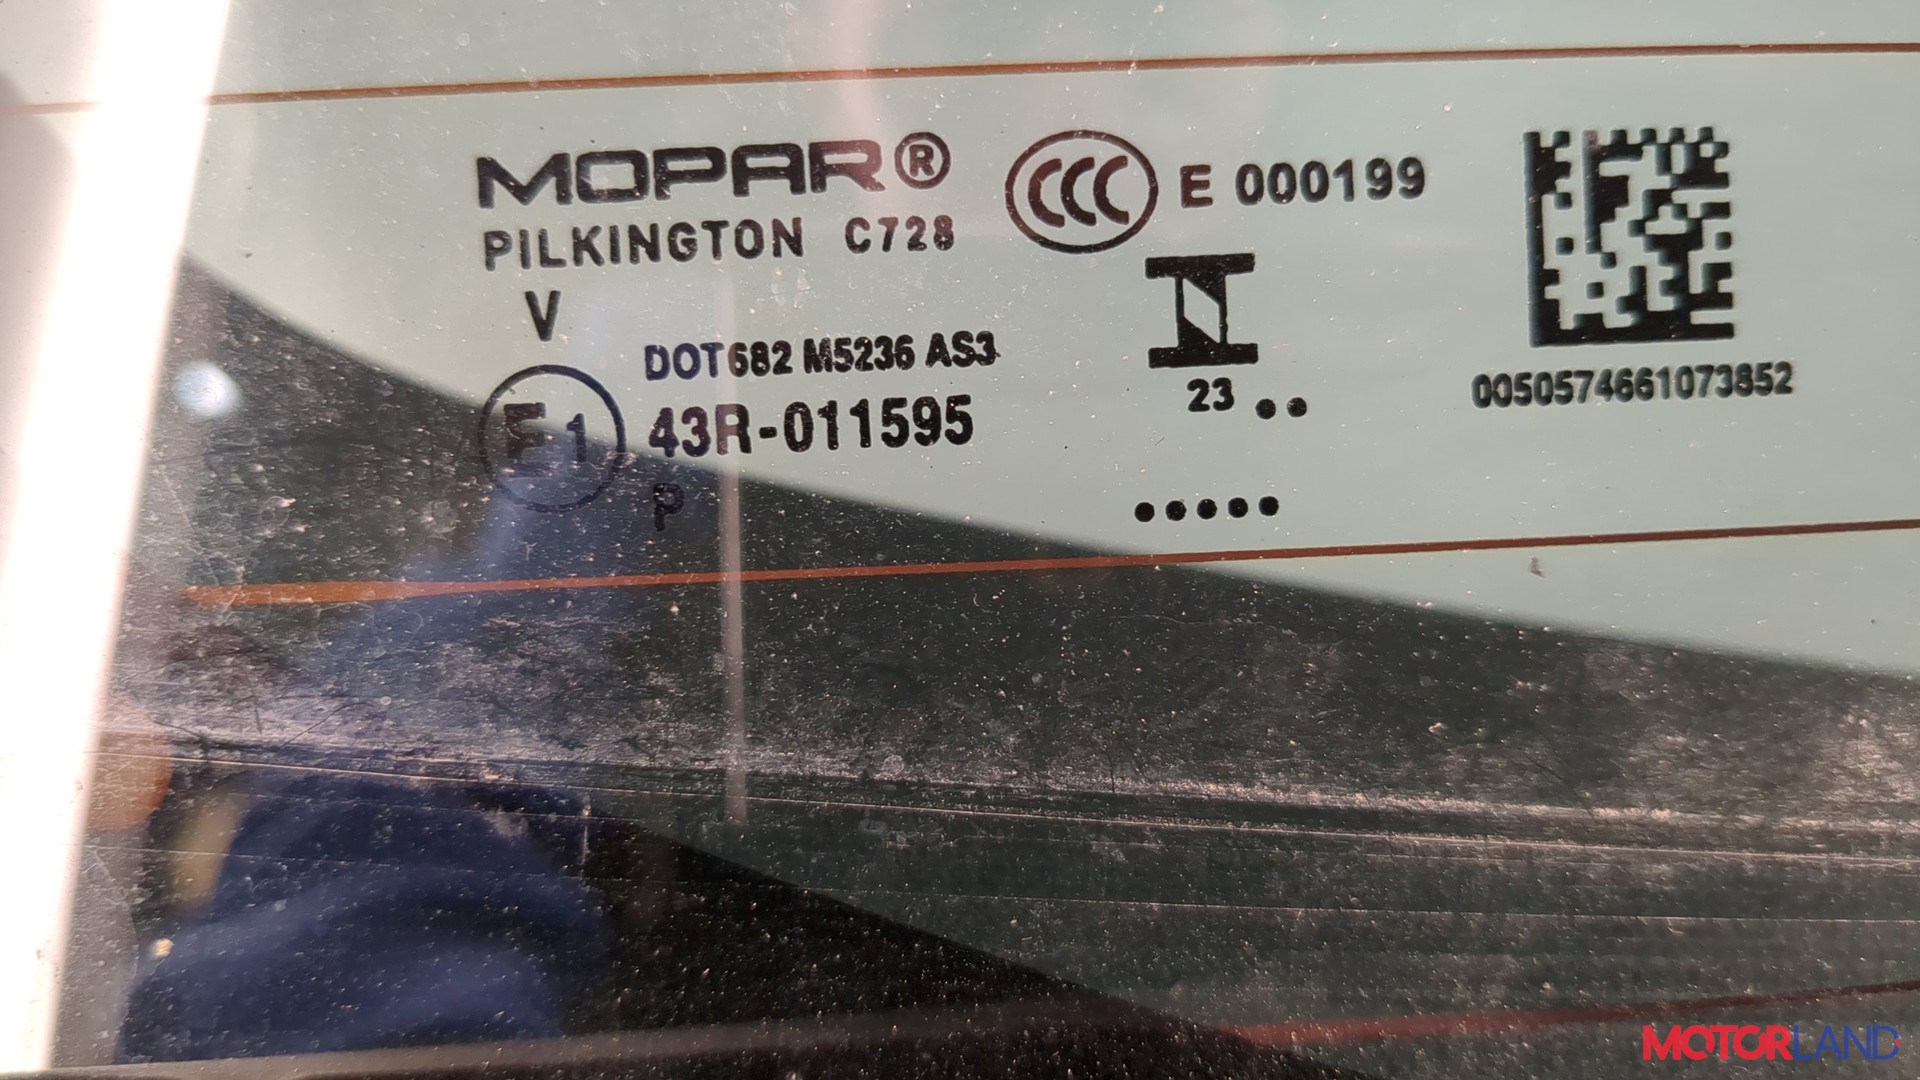 MOPAR®
PILKINGTON C728
V
DOT682 M5236 AS3
E1
43R-011595
P
CCC E 000199
I
23 ..
.....
0050574661073852
MOTORLAND